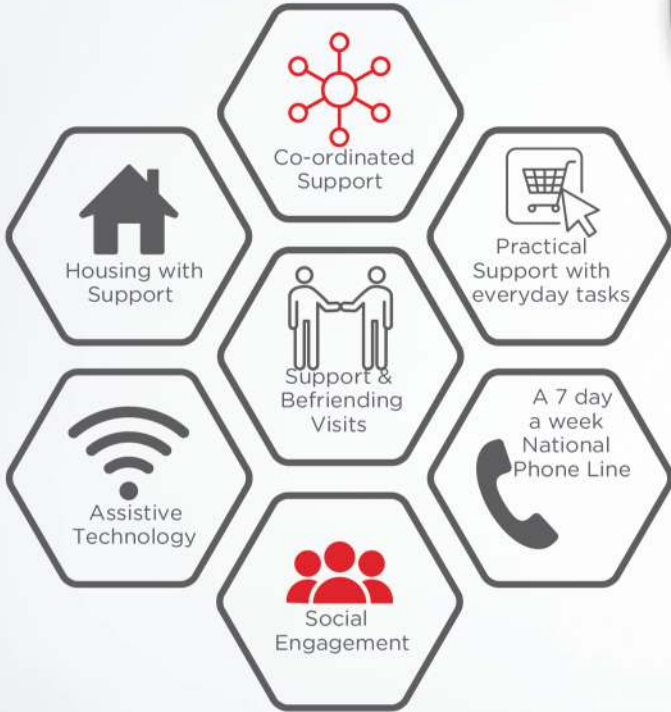 Co-ordinated
Support
Housing with
Support
Practical
Support with
everyday tasks
Support &
Befriending
Visits
Assistive
Technology
A 7 day
a week
National
Phone Line
Social
Engagement